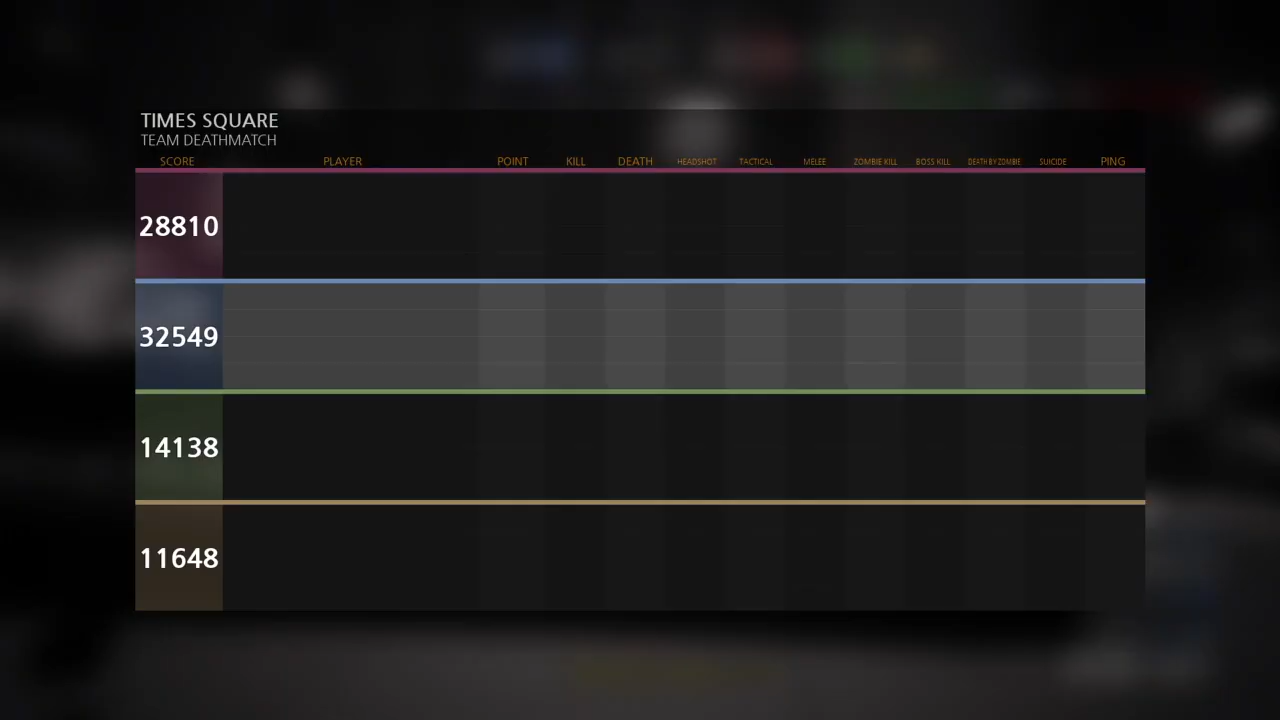 TIMES SQUARE
TEAM DEATHMATCH
SCORE PLAYER POINT KILL DEATH HEADSHOT TACTICAL MELEE ZOMBIE KILL BOSS KILL DEATH BY ZOMBIE SUICIDE PING
28810
32549
14138
11648